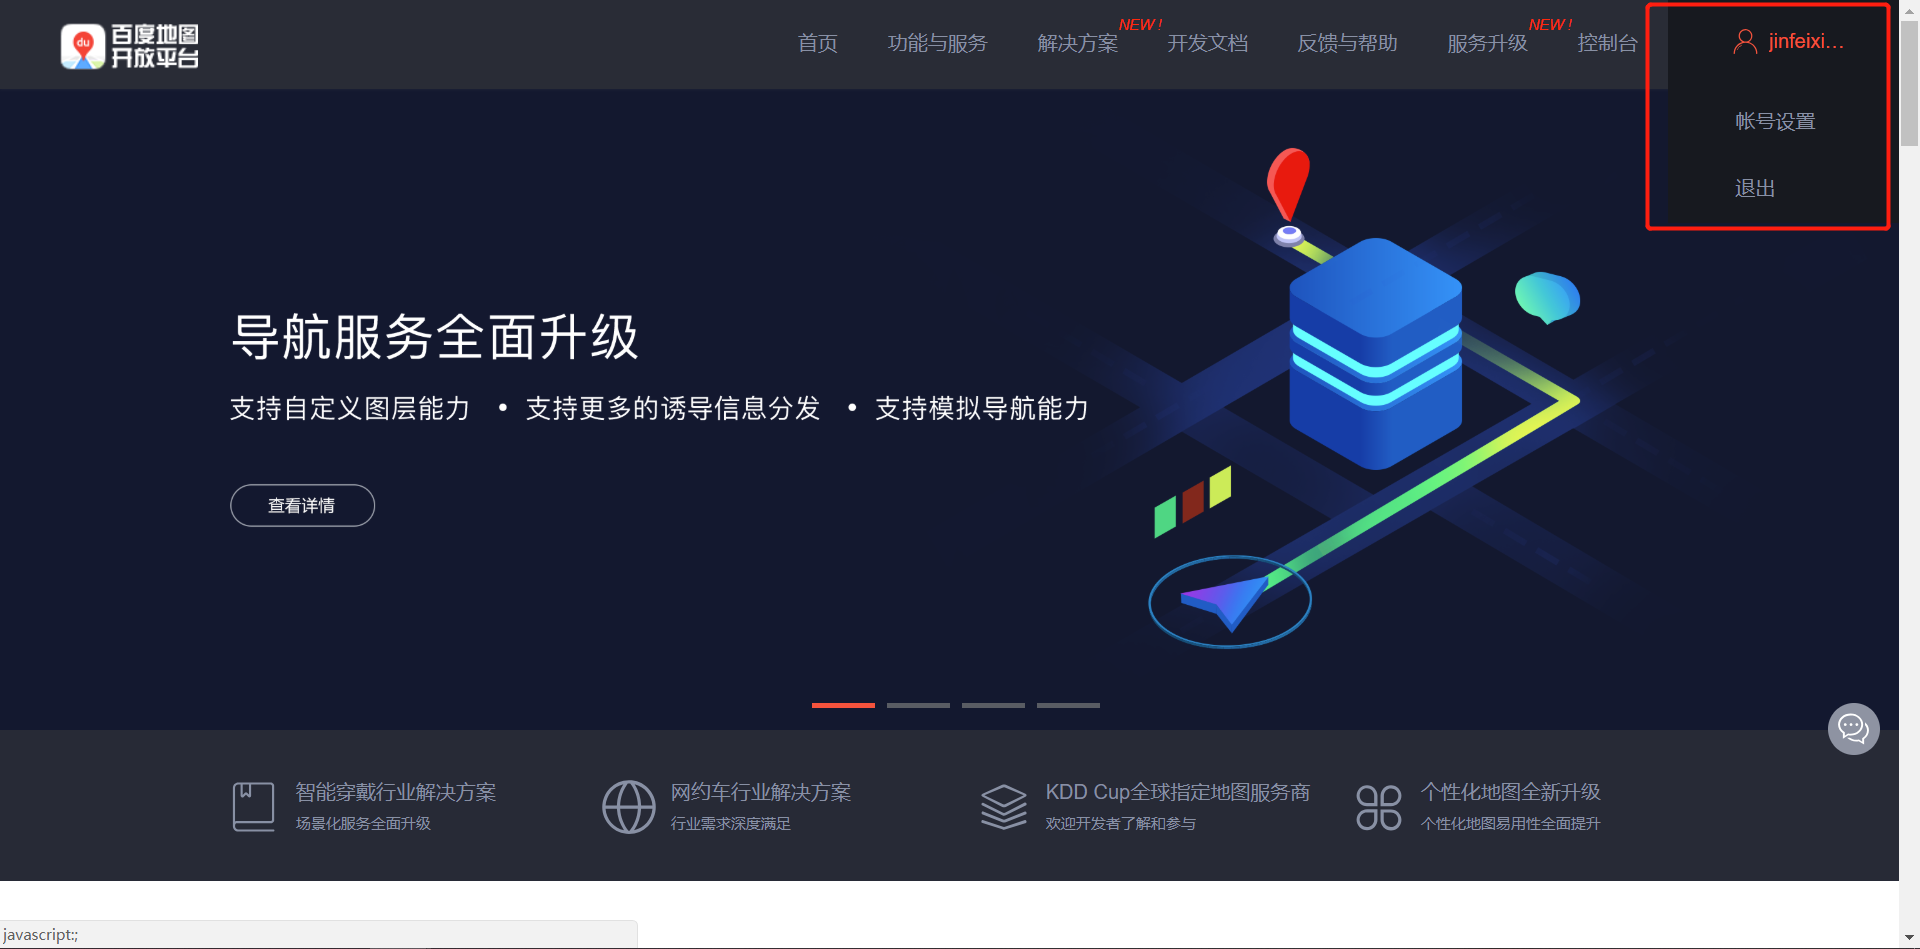 百度地图
开放平台
du
首页
功能与服务
解决方案
NEW !
开发文档
反馈与帮助
服务升级
NEW !
控制台
jinfeixi...
帐号设置
退出
导航服务全面升级
支持自定义图层能力 • 支持更多的诱导信息分发 • 支持模拟导航能力
查看详情
智能穿戴行业解决方案
场景化服务全面升级
网约车行业解决方案
行业需求深度满足
KDD Cup全球指定地图服务商
欢迎开发者了解和参与
个性化地图全新升级
个性化地图易用性全面提升
javascript:;